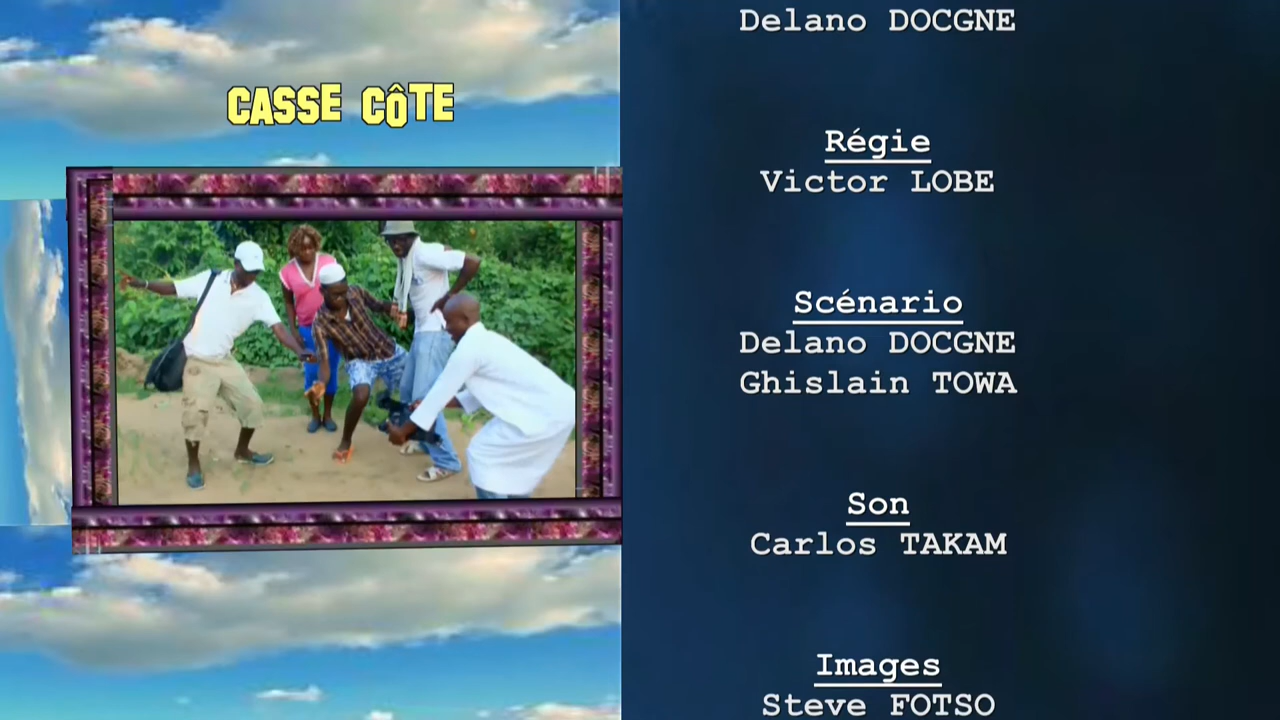 CASSE CÔTE
Delano DOCGNE
Régie
Victor LOBE
Scénario
Delano DOCGNE
Ghislain TOWA
Son
Carlos TAKAM
Images
Steve FOTSO